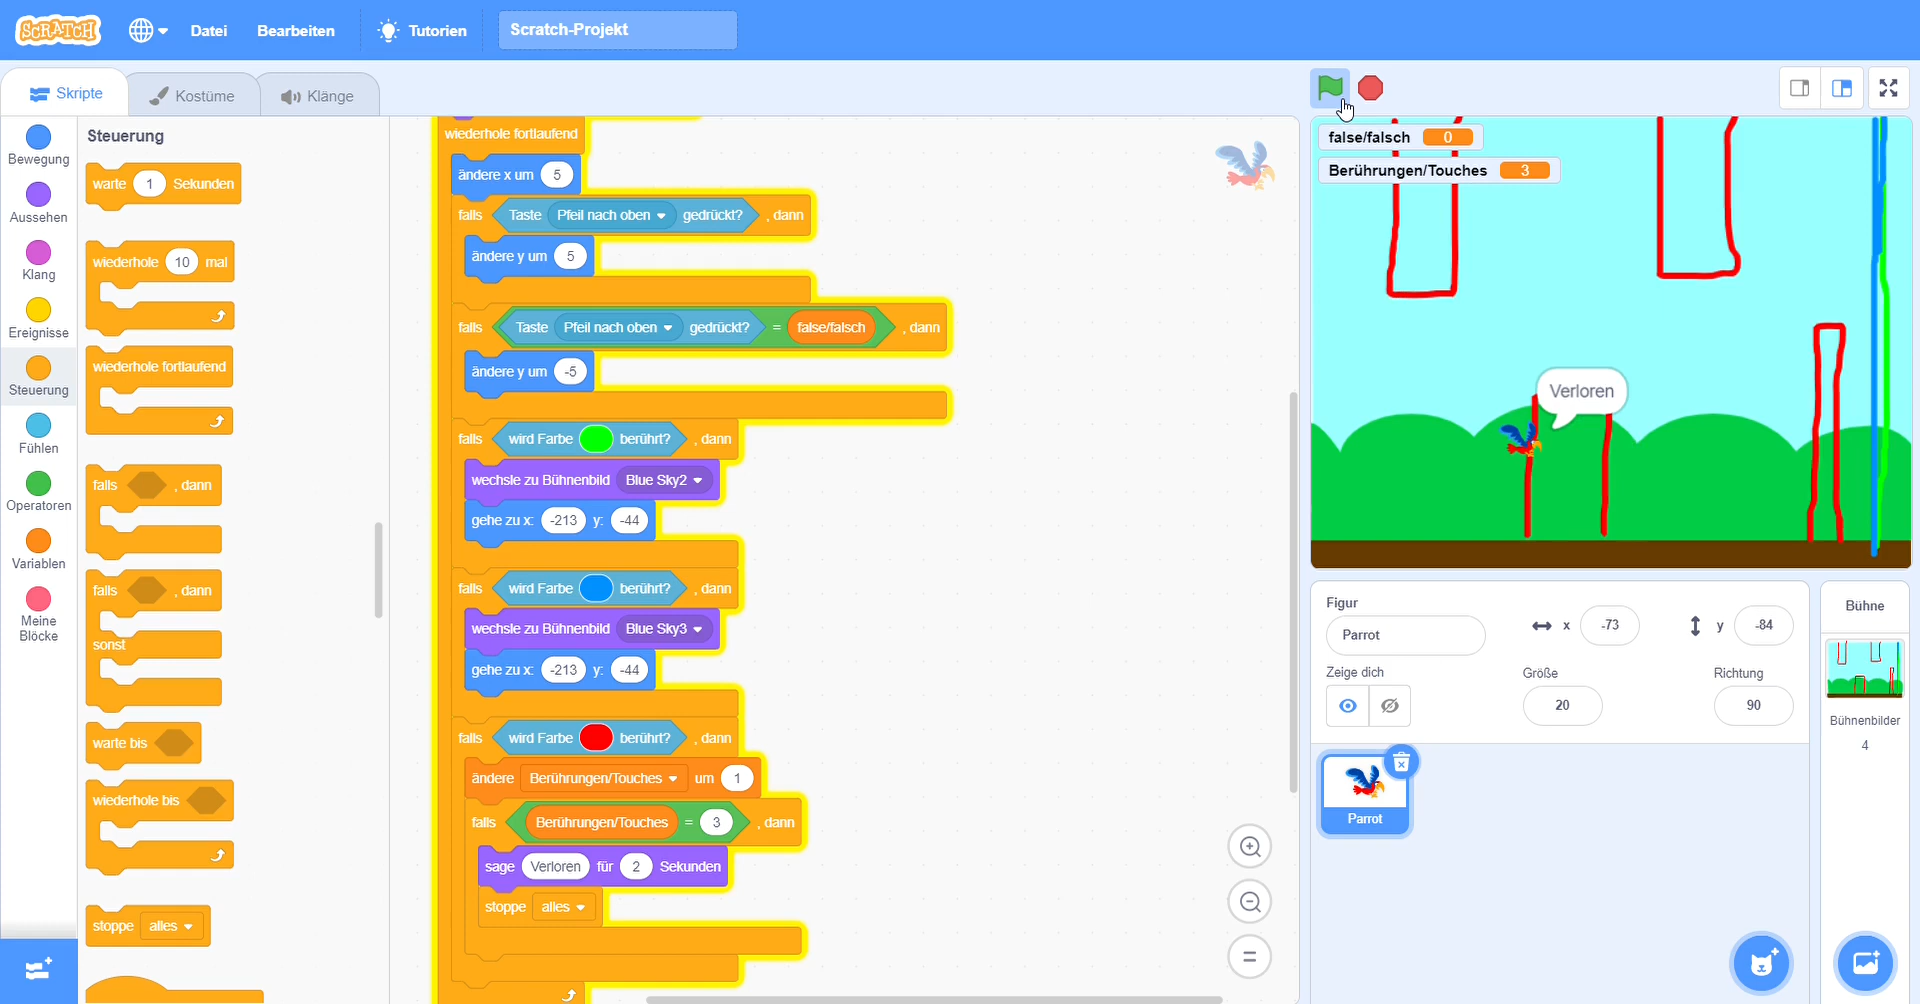 SCRATCH
Datei
Bearbeiten
Tutorien
Scratch-Projekt
Skripte
Kostüme
Klänge
Bewegung
Aussehen
Klang
Ereignisse
Steuerung
Fühlen
Operatoren
Variablen
Meine
Blöcke
Steuerung
warte 1 Sekunden
wiederhole 10 mal
wiederhole fortlaufend
falls , dann
falls , dann
sonst
warte bis
wiederhole bis
stoppe alles
wiederhole fortlaufend
ändere x um 5
falls Taste Pfeil nach oben gedrückt? , dann
ändere y um 5
falls Taste Pfeil nach oben gedrückt? = false/falsch , dann
ändere y um -5
falls wird Farbe berührt? , dann
wechsle zu Bühnenbild Blue Sky2
gehe zu x: -213 y: -44
falls wird Farbe berührt? , dann
wechsle zu Bühnenbild Blue Sky3
gehe zu x: -213 y: -44
falls wird Farbe berührt? , dann
ändere Berührungen/Touches um 1
falls Berührungen/Touches = 3 , dann
sage Verloren für 2 Sekunden
stoppe alles
false/falsch 0
Berührungen/Touches 3
Verloren
Figur
Parrot
x -73
y -84
Zeige dich
Größe
20
Richtung
90
Parrot
Bühne
Bühnenbilder
4